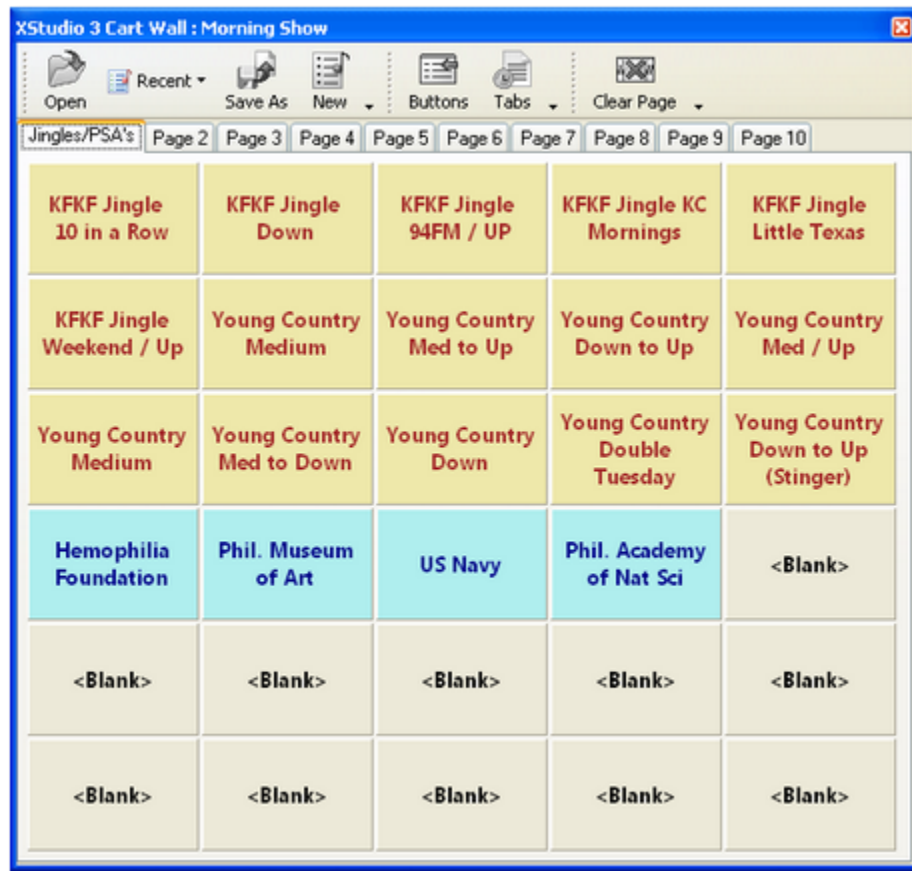 XStudio 3 Cart Wall : Morning Show
Open
Recent
Save As
New
Buttons
Tabs
Clear Page
Jingles/PSA's
Page 2
Page 3
Page 4
Page 5
Page 6
Page 7
Page 8
Page 9
Page 10
KFKF Jingle
10 in a Row
KFKF Jingle
Down
KFKF Jingle
94FM / UP
KFKF Jingle KC
Mornings
KFKF Jingle
Little Texas
KFKF Jingle
Weekend / Up
Young Country
Medium
Young Country
Med to Up
Young Country
Down to Up
Young Country
Med / Up
Young Country
Medium
Young Country
Med to Down
Young Country
Down
Young Country
Double
Tuesday
Young Country
Down to Up
(Stinger)
Hemophilia
Foundation
Phil. Museum
of Art
US Navy
Phil. Academy
of Nat Sci
<Blank>
<Blank>
<Blank>
<Blank>
<Blank>
<Blank>
<Blank>
<Blank>
<Blank>
<Blank>
<Blank>